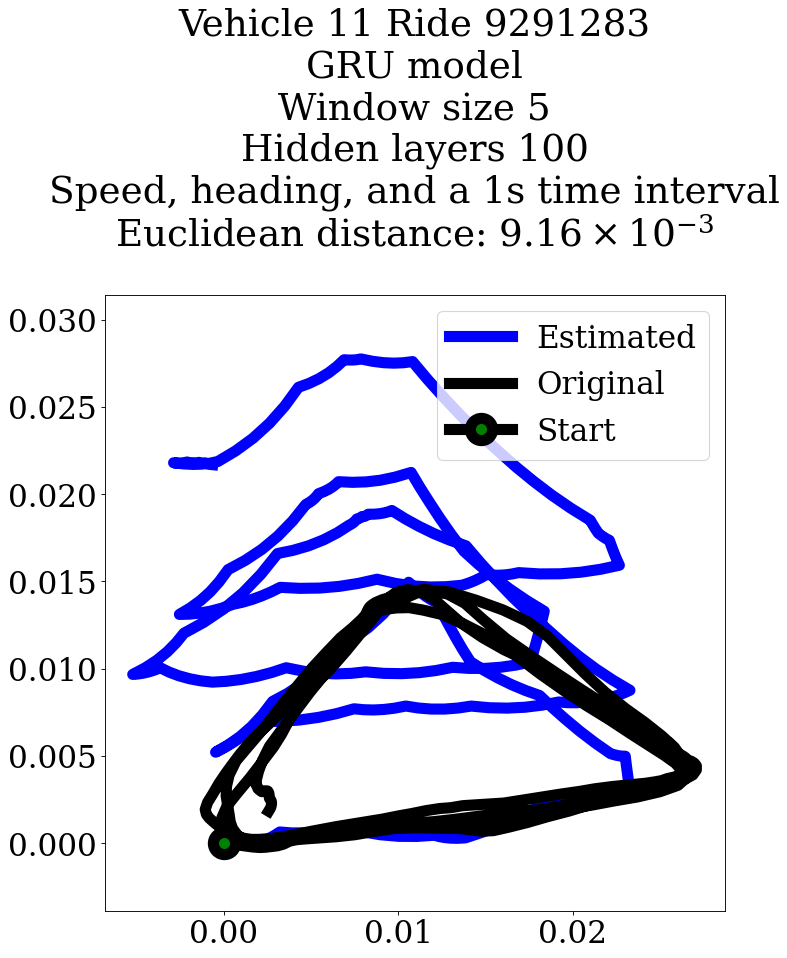 Vehicle 11 Ride 9291283
GRU model
Window size 5
Hidden layers 100
Speed, heading, and a 1s time interval
Euclidean distance: 9.16 × 10⁻³
0.030
0.025
0.020
0.015
0.010
0.005
0.000
Estimated
Original
Start
0.00
0.01
0.02